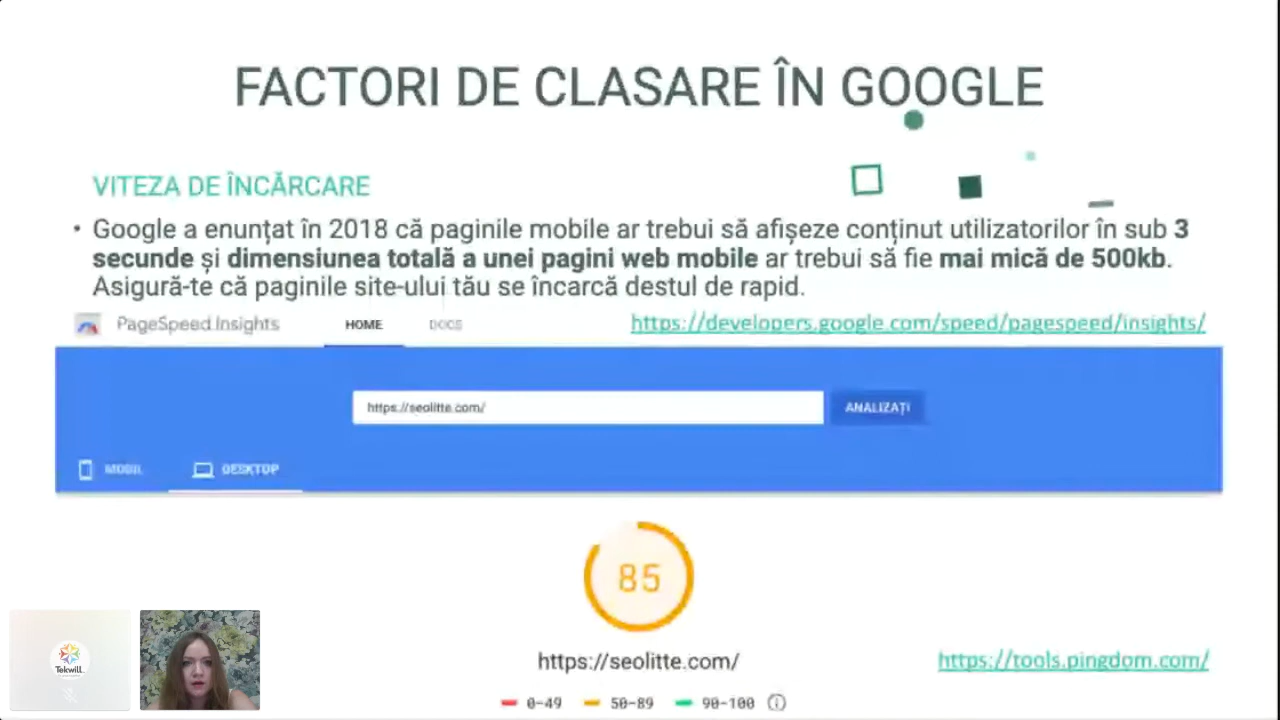 FACTORI DE CLASARE ÎN GOOGLE
VITEZA DE ÎNCĂRCARE
• Google a enunțat în 2018 că paginile mobile ar trebui să afișeze conținut utilizatorilor în sub 3
secunde și dimensiunea totală a unei pagini web mobile ar trebui să fie mai mică de 500kb.
Asigură-te că paginile site-ului tău se încarcă destul de rapid.
PageSpeed Insights HOME DOCS https://developers.google.com/speed/pagespeed/insights/
https://seolitte.com/ ANALIZAȚI
MOBIL DESKTOP
85
https://seolitte.com/
https://tools.pingdom.com/
0-49 50-89 90-100
Tekwill